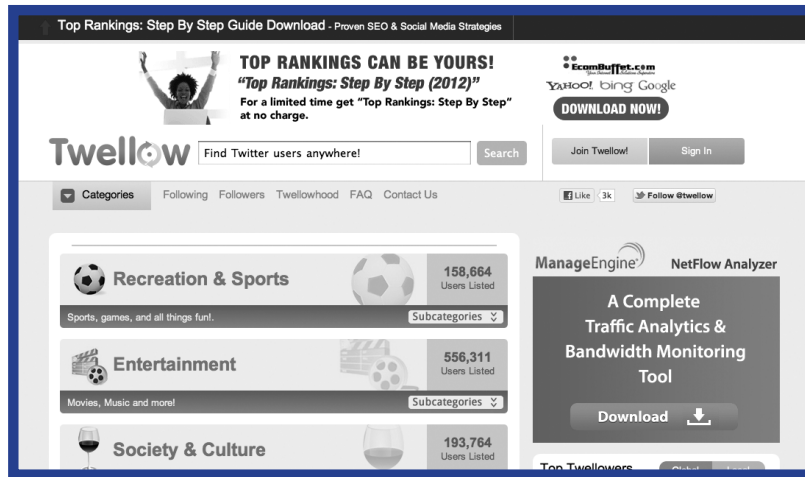 Top Rankings: Step By Step Guide Download - Proven SEO & Social Media Strategies
TOP RANKINGS CAN BE YOURS!
“Top Rankings: Step By Step (2012)”
For a limited time get “Top Rankings: Step By Step”
at no charge.
EcomBuffet.com
YAHOO! bing Google
DOWNLOAD NOW!
Twellow
Find Twitter users anywhere!
Search
Join Twellow!
Sign In
Categories
Following Followers Twellowhood FAQ Contact Us
Like 3k
Follow @twellow
Recreation & Sports
158,664
Users Listed
Sports, games, and all things fun!.
Subcategories
Entertainment
556,311
Users Listed
Movies, Music and more!
Subcategories
Society & Culture
193,764
Users Listed
ManageEngine
NetFlow Analyzer
A Complete
Traffic Analytics &
Bandwidth Monitoring
Tool
Download
Top Twellowers
Global Local